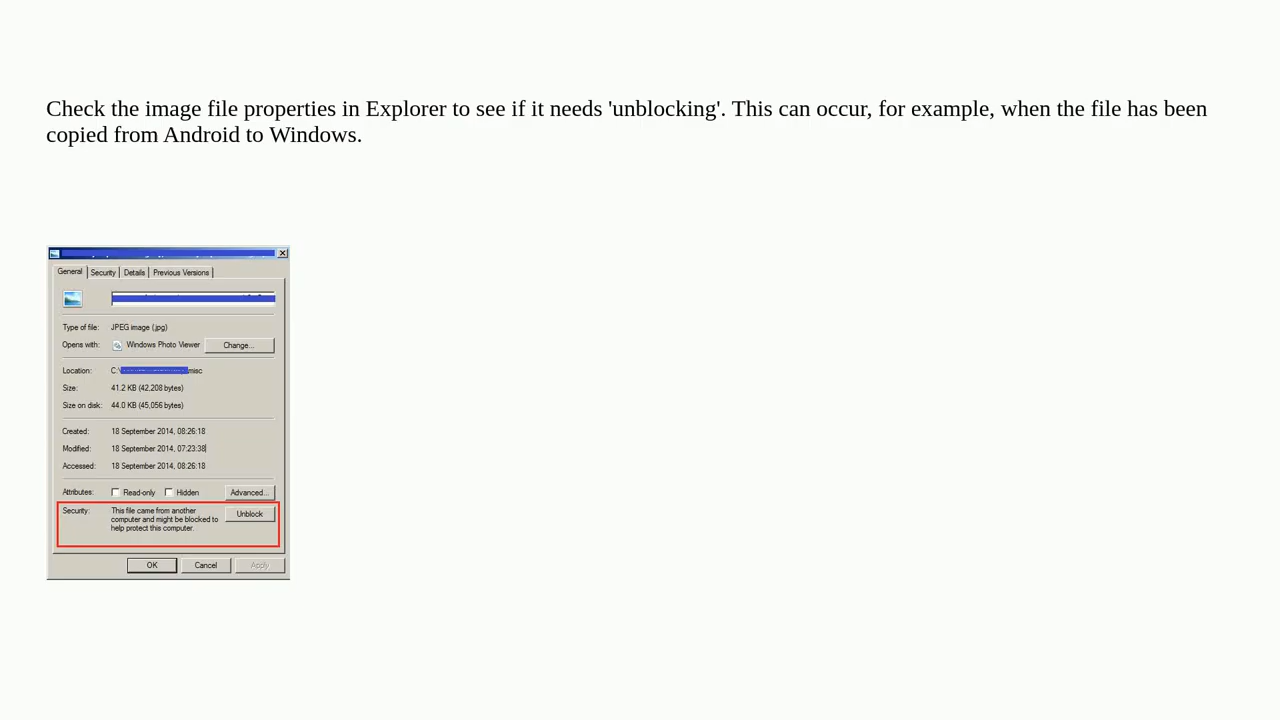 Check the image file properties in Explorer to see if it needs 'unblocking'. This can occur, for example, when the file has been
copied from Android to Windows.
General Security Details Previous Versions
Type of file: JPEG image (.jpg)
Opens with: Windows Photo Viewer Change...
Location: C:\ misc
Size: 41.2 KB (42,208 bytes)
Size on disk: 44.0 KB (45,056 bytes)
Created: 18 September 2014, 08:26:18
Modified: 18 September 2014, 07:23:38
Accessed: 18 September 2014, 08:26:18
Attributes: Read-only Hidden Advanced...
Security: This file came from another
computer and might be blocked to
help protect this computer.
Unblock
OK Cancel Apply